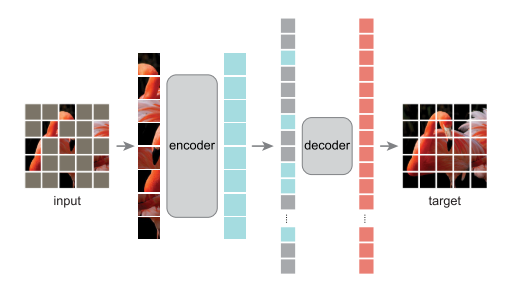 input
encoder
decoder
target